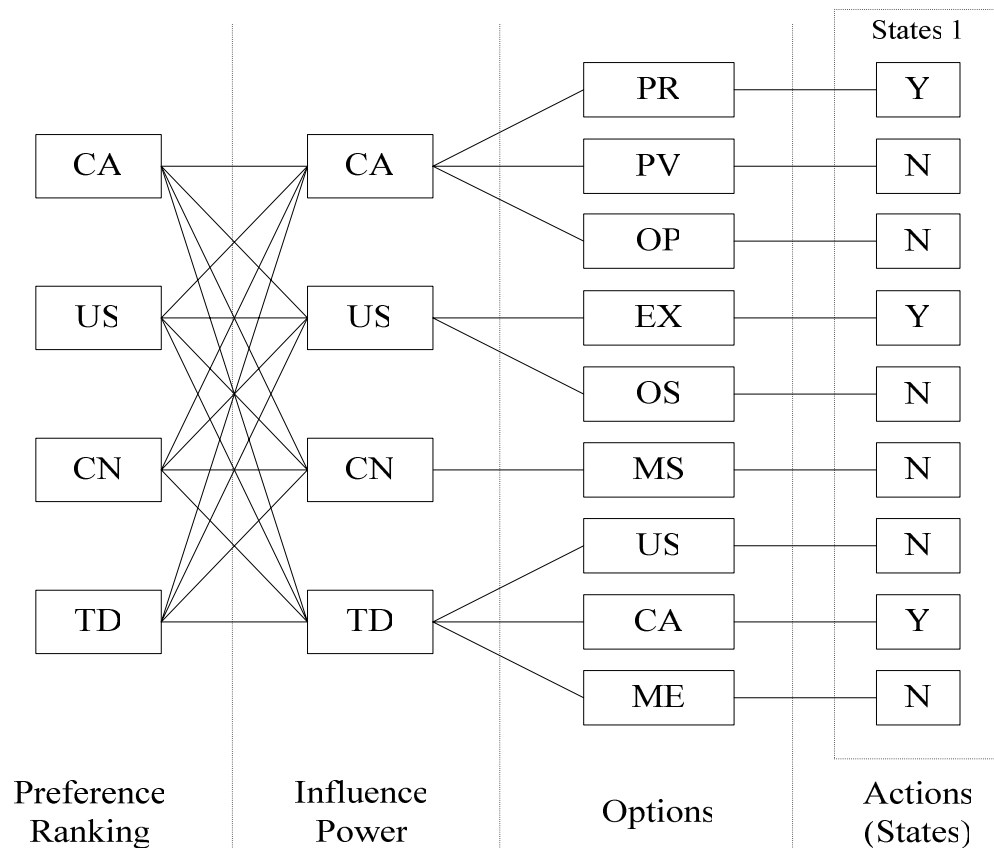 States 1
PR
Y
CA
CA
PV
N
OP
N
US
US
EX
Y
OS
N
CN
CN
MS
N
US
N
TD
TD
CA
Y
ME
N
Preference
Ranking
Influence
Power
Options
Actions
(States)